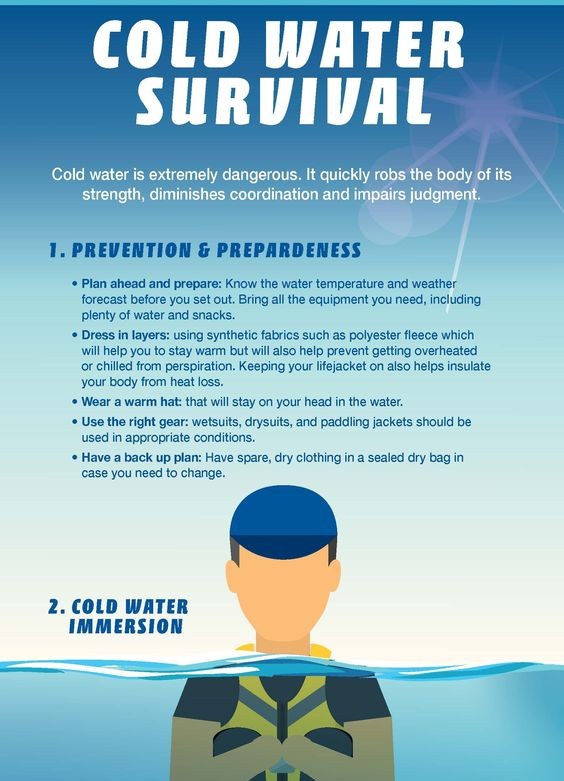 COLD WATER
SURVIVAL
Cold water is extremely dangerous. It quickly robs the body of its
strength, diminishes coordination and impairs judgment.
1. PREVENTION & PREPARDENESS
• Plan ahead and prepare: Know the water temperature and weather
forecast before you set out. Bring all the equipment you need, including
plenty of water and snacks.
• Dress in layers: using synthetic fabrics such as polyester fleece which
will help you to stay warm but will also help prevent getting overheated
or chilled from perspiration. Keeping your lifejacket on also helps insulate
your body from heat loss.
• Wear a warm hat: that will stay on your head in the water.
• Use the right gear: wetsuits, drysuits, and paddling jackets should be
used in appropriate conditions.
• Have a back up plan: Have spare, dry clothing in a sealed dry bag in
case you need to change.
2. COLD WATER
IMMERSION